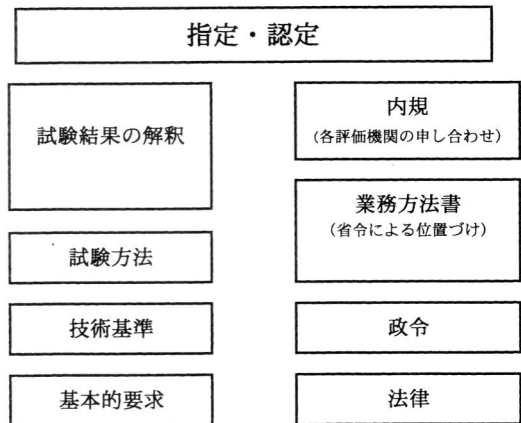 指定・認定
試験結果の解釈
試験方法
技術基準
基本的要求
内規
(各評価機関の申し合わせ)
業務方法書
(省令による位置づけ)
政令
法律